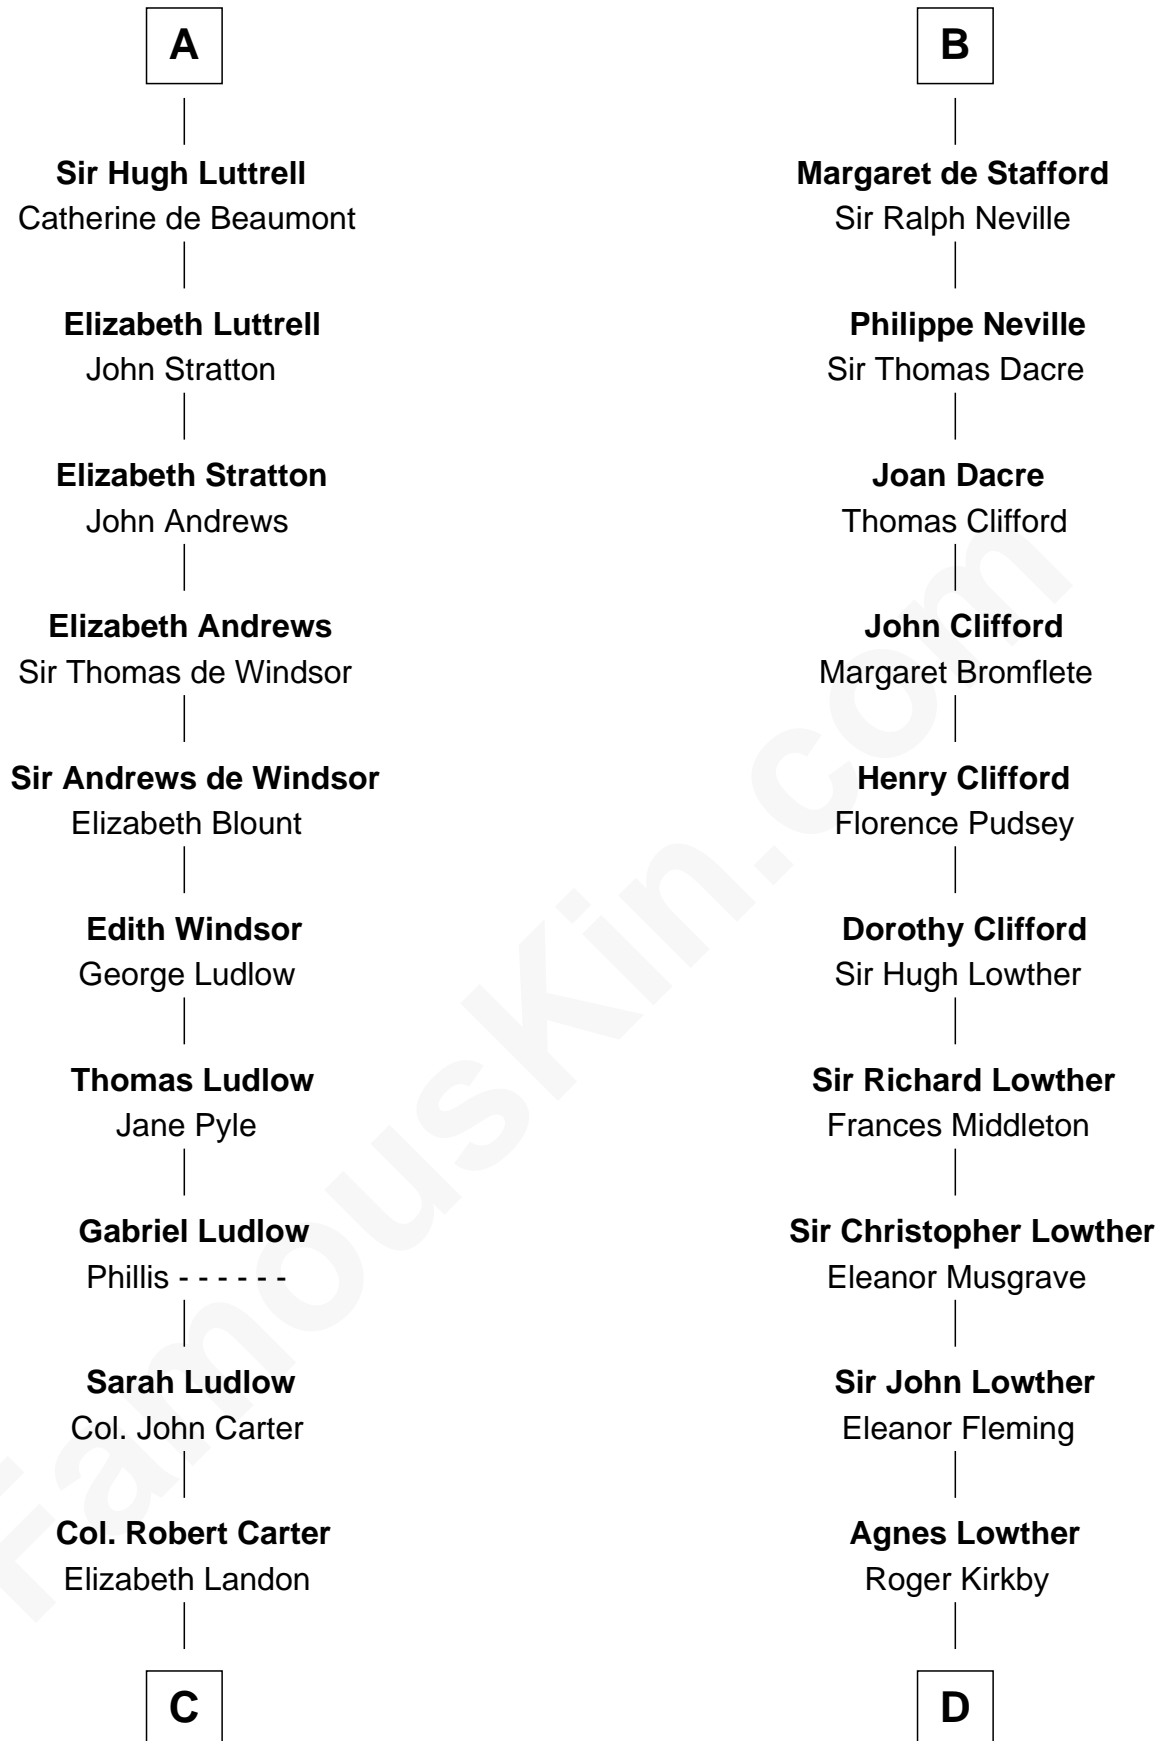 A
Sir Hugh Luttrell
Catherine de Beaumont
Elizabeth Luttrell
John Stratton
Elizabeth Stratton
John Andrews
Elizabeth Andrews
Sir Thomas de Windsor
Sir Andrews de Windsor
Elizabeth Blount
Edith Windsor
George Ludlow
Thomas Ludlow
Jane Pyle
Gabriel Ludlow
Phillis - - - - - -
Sarah Ludlow
Col. John Carter
Col. Robert Carter
Elizabeth Landon
C
B
Margaret de Stafford
Sir Ralph Neville
Philippe Neville
Sir Thomas Dacre
Joan Dacre
Thomas Clifford
John Clifford
Margaret Bromflete
Henry Clifford
Florence Pudsey
Dorothy Clifford
Sir Hugh Lowther
Sir Richard Lowther
Frances Middleton
Sir Christopher Lowther
Eleanor Musgrave
Sir John Lowther
Eleanor Fleming
Agnes Lowther
Roger Kirkby
D
FamousKin.com